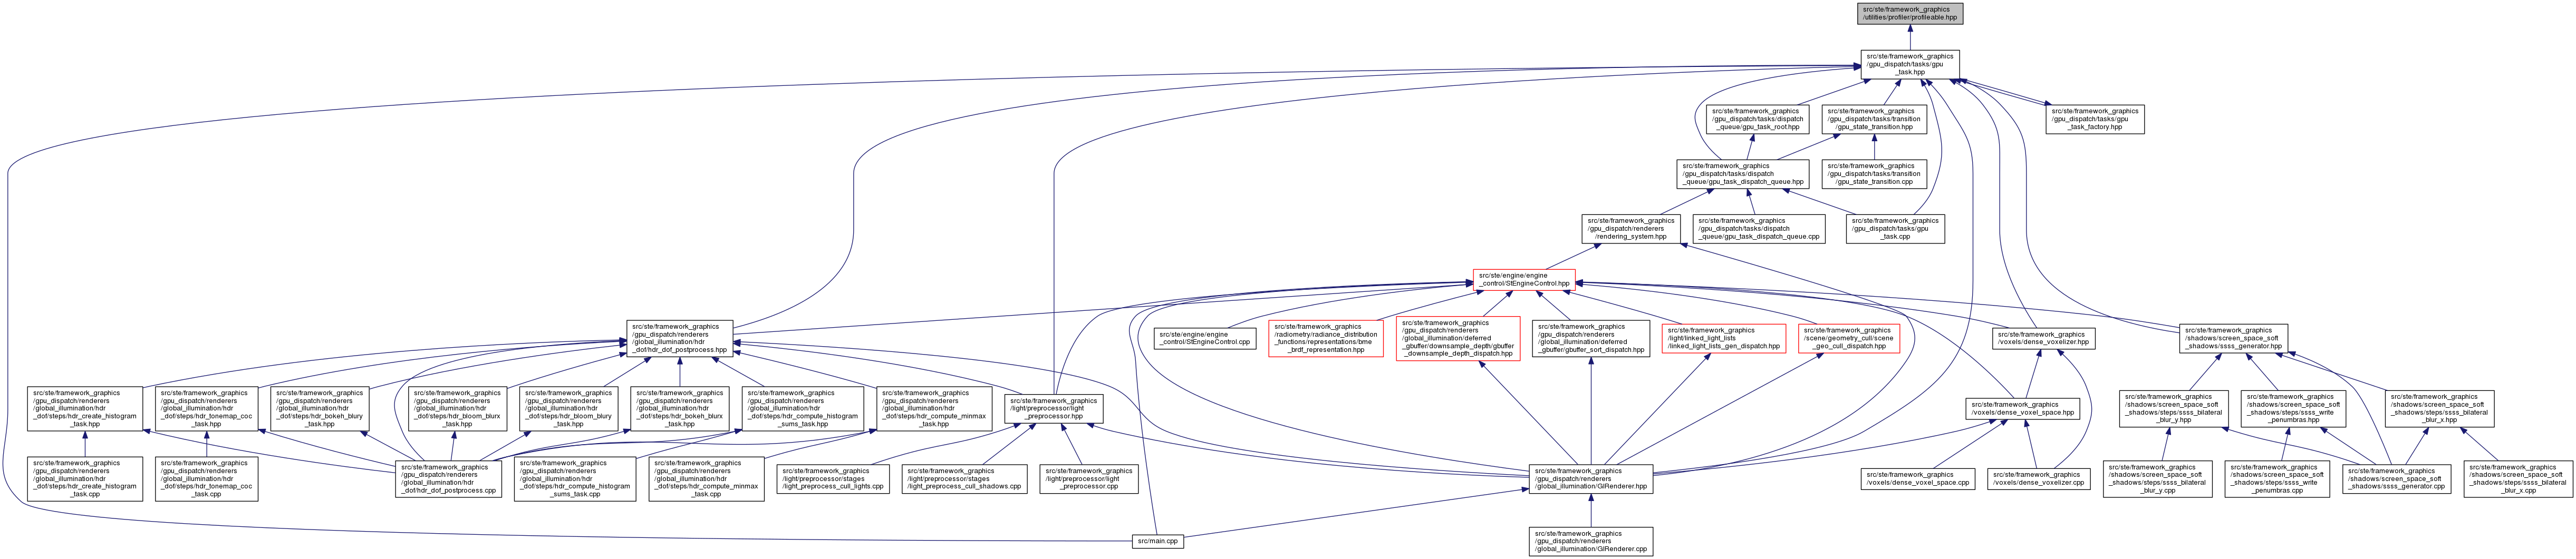 src/ste/framework_graphics
/utilities/profiler/profileable.hpp
src/ste/framework_graphics
/gpu_dispatch/tasks/gpu
_task.hpp
src/ste/framework_graphics
/gpu_dispatch/tasks/dispatch
_queue/gpu_task_root.hpp
src/ste/framework_graphics
/gpu_dispatch/tasks/transition
/gpu_state_transition.hpp
src/ste/framework_graphics
/gpu_dispatch/tasks/gpu
_task_factory.hpp
src/ste/framework_graphics
/gpu_dispatch/tasks/dispatch
_queue/gpu_task_dispatch_queue.hpp
src/ste/framework_graphics
/gpu_dispatch/tasks/transition
/gpu_state_transition.cpp
src/ste/framework_graphics
/gpu_dispatch/renderers
/rendering_system.hpp
src/ste/framework_graphics
/gpu_dispatch/tasks/dispatch
_queue/gpu_task_dispatch_queue.cpp
src/ste/framework_graphics
/gpu_dispatch/tasks/gpu
_task.cpp
src/ste/engine/engine
_control/StEngineControl.hpp
src/ste/framework_graphics
/gpu_dispatch/renderers
/global_illumination/hdr
_dof/hdr_dof_postprocess.hpp
src/ste/engine/engine
_control/StEngineControl.cpp
src/ste/framework_graphics
/radiometry/radiance_distribution
_functions/representations/bme
_brdf_representation.hpp
src/ste/framework_graphics
/gpu_dispatch/renderers
/global_illumination/deferred
_gbuffer/downsample_depth/gbuffer
_downsample_depth_dispatch.hpp
src/ste/framework_graphics
/gpu_dispatch/renderers
/global_illumination/deferred
_gbuffer/gbuffer_sort_dispatch.hpp
src/ste/framework_graphics
/light/linked_light_lists
/linked_light_lists_gen_dispatch.hpp
src/ste/framework_graphics
/scene/geometry_cull/scene
_geo_cull_dispatch.hpp
src/ste/framework_graphics
/voxels/dense_voxelizer.hpp
src/ste/framework_graphics
/shadows/screen_space_soft
_shadows/ssss_generator.hpp
src/ste/framework_graphics
/gpu_dispatch/renderers
/global_illumination/hdr
_dof/steps/hdr_create_histogram
_task.hpp
src/ste/framework_graphics
/gpu_dispatch/renderers
/global_illumination/hdr
_dof/steps/hdr_tonemap_coc
_task.hpp
src/ste/framework_graphics
/gpu_dispatch/renderers
/global_illumination/hdr
_dof/steps/hdr_bokeh_blury
_task.hpp
src/ste/framework_graphics
/gpu_dispatch/renderers
/global_illumination/hdr
_dof/steps/hdr_bloom_blurx
_task.hpp
src/ste/framework_graphics
/gpu_dispatch/renderers
/global_illumination/hdr
_dof/steps/hdr_bloom_blury
_task.hpp
src/ste/framework_graphics
/gpu_dispatch/renderers
/global_illumination/hdr
_dof/steps/hdr_bokeh_blurx
_task.hpp
src/ste/framework_graphics
/gpu_dispatch/renderers
/global_illumination/hdr
_dof/steps/hdr_compute_histogram
_sums_task.hpp
src/ste/framework_graphics
/gpu_dispatch/renderers
/global_illumination/hdr
_dof/steps/hdr_compute_minmax
_task.hpp
src/ste/framework_graphics
/light/preprocessor/light
_preprocessor.hpp
src/ste/framework_graphics
/voxels/dense_voxel_space.hpp
src/ste/framework_graphics
/shadows/screen_space_soft
_shadows/steps/ssss_bilateral
_blur_y.hpp
src/ste/framework_graphics
/shadows/screen_space_soft
_shadows/steps/ssss_write
_penumbras.hpp
src/ste/framework_graphics
/shadows/screen_space_soft
_shadows/steps/ssss_bilateral
_blur_x.hpp
src/ste/framework_graphics
/gpu_dispatch/renderers
/global_illumination/hdr
_dof/steps/hdr_create_histogram
_task.cpp
src/ste/framework_graphics
/gpu_dispatch/renderers
/global_illumination/hdr
_dof/steps/hdr_tonemap_coc
_task.cpp
src/ste/framework_graphics
/gpu_dispatch/renderers
/global_illumination/hdr
_dof/hdr_dof_postprocess.cpp
src/ste/framework_graphics
/gpu_dispatch/renderers
/global_illumination/hdr
_dof/steps/hdr_compute_histogram
_sums_task.cpp
src/ste/framework_graphics
/gpu_dispatch/renderers
/global_illumination/hdr
_dof/steps/hdr_compute_minmax
_task.cpp
src/ste/framework_graphics
/light/preprocessor/stages
/light_preprocess_cull_lights.cpp
src/ste/framework_graphics
/light/preprocessor/stages
/light_preprocess_cull_shadows.cpp
src/ste/framework_graphics
/light/preprocessor/light
_preprocessor.cpp
src/ste/framework_graphics
/gpu_dispatch/renderers
/global_illumination/GIRenderer.hpp
src/ste/framework_graphics
/voxels/dense_voxel_space.cpp
src/ste/framework_graphics
/voxels/dense_voxelizer.cpp
src/ste/framework_graphics
/shadows/screen_space_soft
_shadows/steps/ssss_bilateral
_blur_y.cpp
src/ste/framework_graphics
/shadows/screen_space_soft
_shadows/steps/ssss_write
_penumbras.cpp
src/ste/framework_graphics
/shadows/screen_space_soft
_shadows/ssss_generator.cpp
src/ste/framework_graphics
/shadows/screen_space_soft
_shadows/steps/ssss_bilateral
_blur_x.cpp
src/main.cpp
src/ste/framework_graphics
/gpu_dispatch/renderers
/global_illumination/GIRenderer.cpp